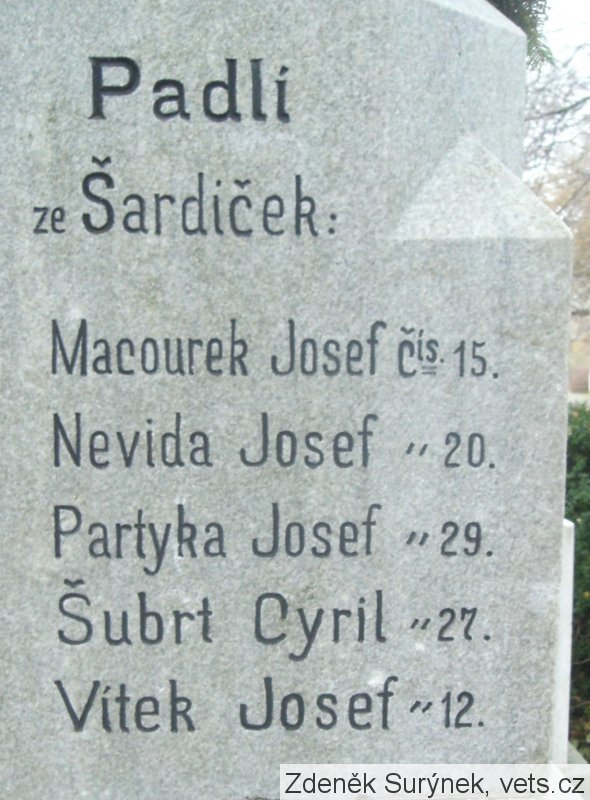 Padlí
ze Šardiček:
Macourek Josef čís. 15.
Nevida Josef „ 20.
Partyka Josef „ 29.
Šubrt Cyril „ 27.
Vítek Josef „ 12.
Zdeněk Surýnek, vets.cz